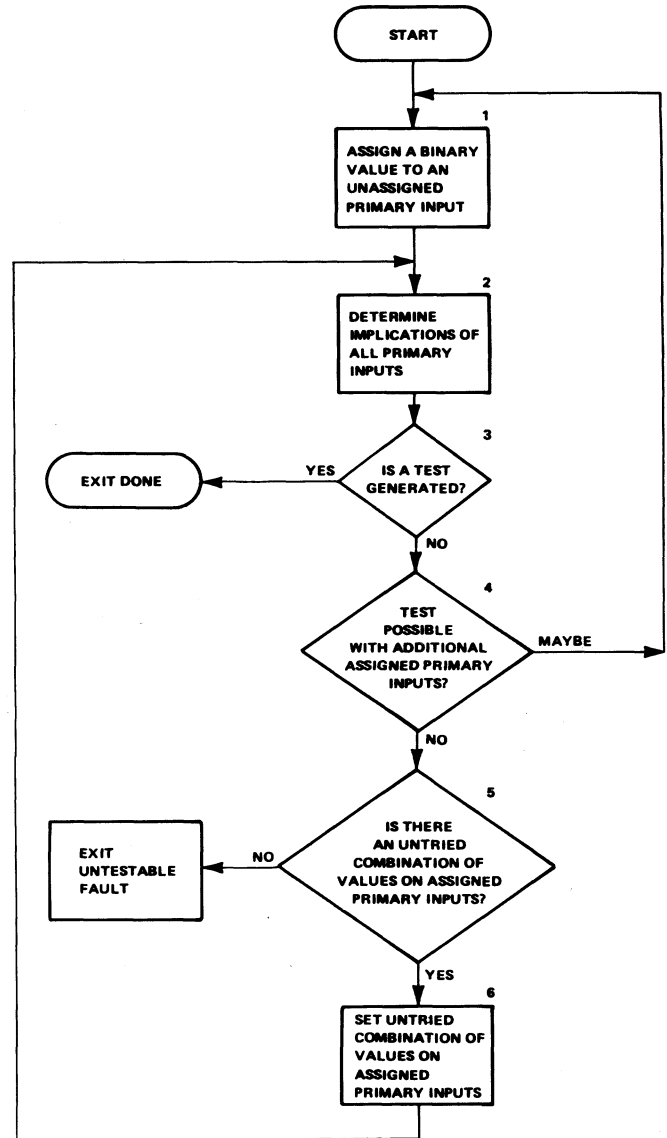 START
1
ASSIGN A BINARY
VALUE TO AN
UNASSIGNED
PRIMARY INPUT
2
DETERMINE
IMPLICATIONS OF
ALL PRIMARY
INPUTS
3
IS A TEST
GENERATED?
YES
EXIT DONE
NO
4
TEST
POSSIBLE
WITH ADDITIONAL
ASSIGNED PRIMARY
INPUTS?
MAYBE
NO
5
IS THERE
AN UNTRIED
COMBINATION OF
VALUES ON ASSIGNED
PRIMARY INPUTS?
NO
EXIT
UNTESTABLE
FAULT
YES
6
SET UNTRIED
COMBINATION OF
VALUES ON
ASSIGNED
PRIMARY INPUTS